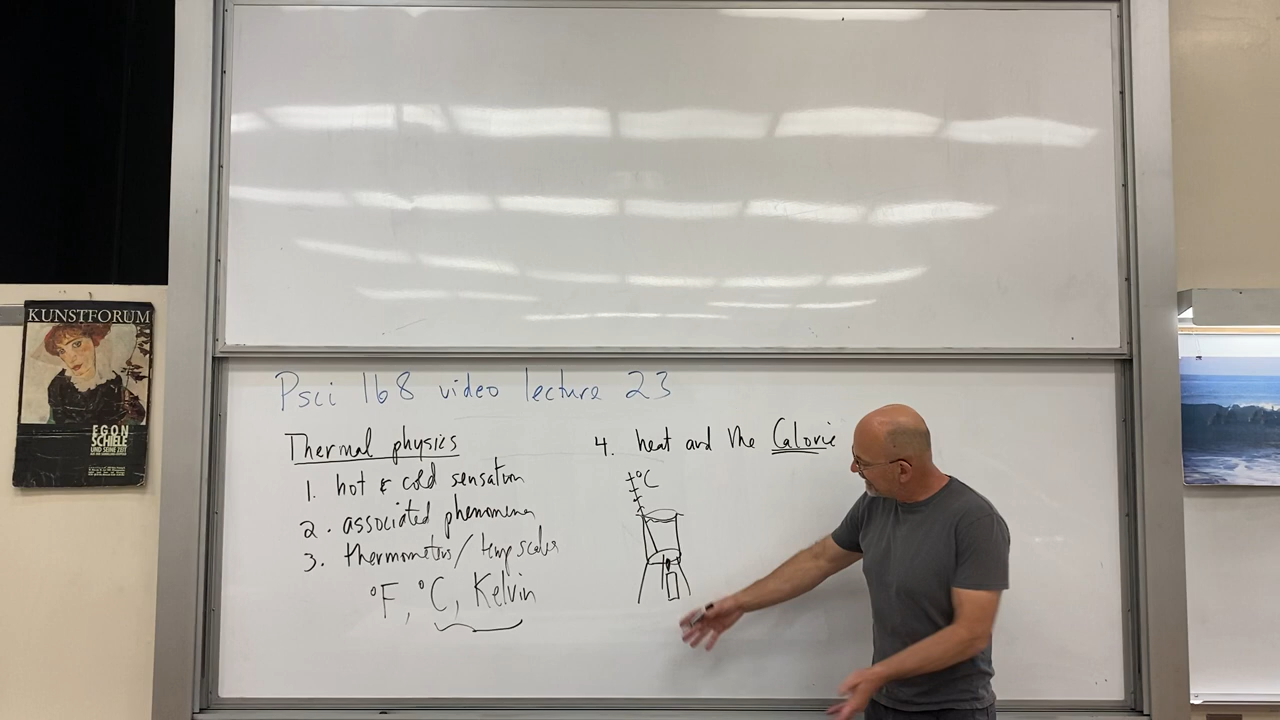 KUNSTFORUM
EGON
SCHIELE
UND SEINE ZEIT
Psci 168 video lecture 23
Thermal physics
1. hot & cold sensation
2. associated phenomena
3. thermometers/temp scales
°F, °C, Kelvin
4. heat and the Calorie
°C